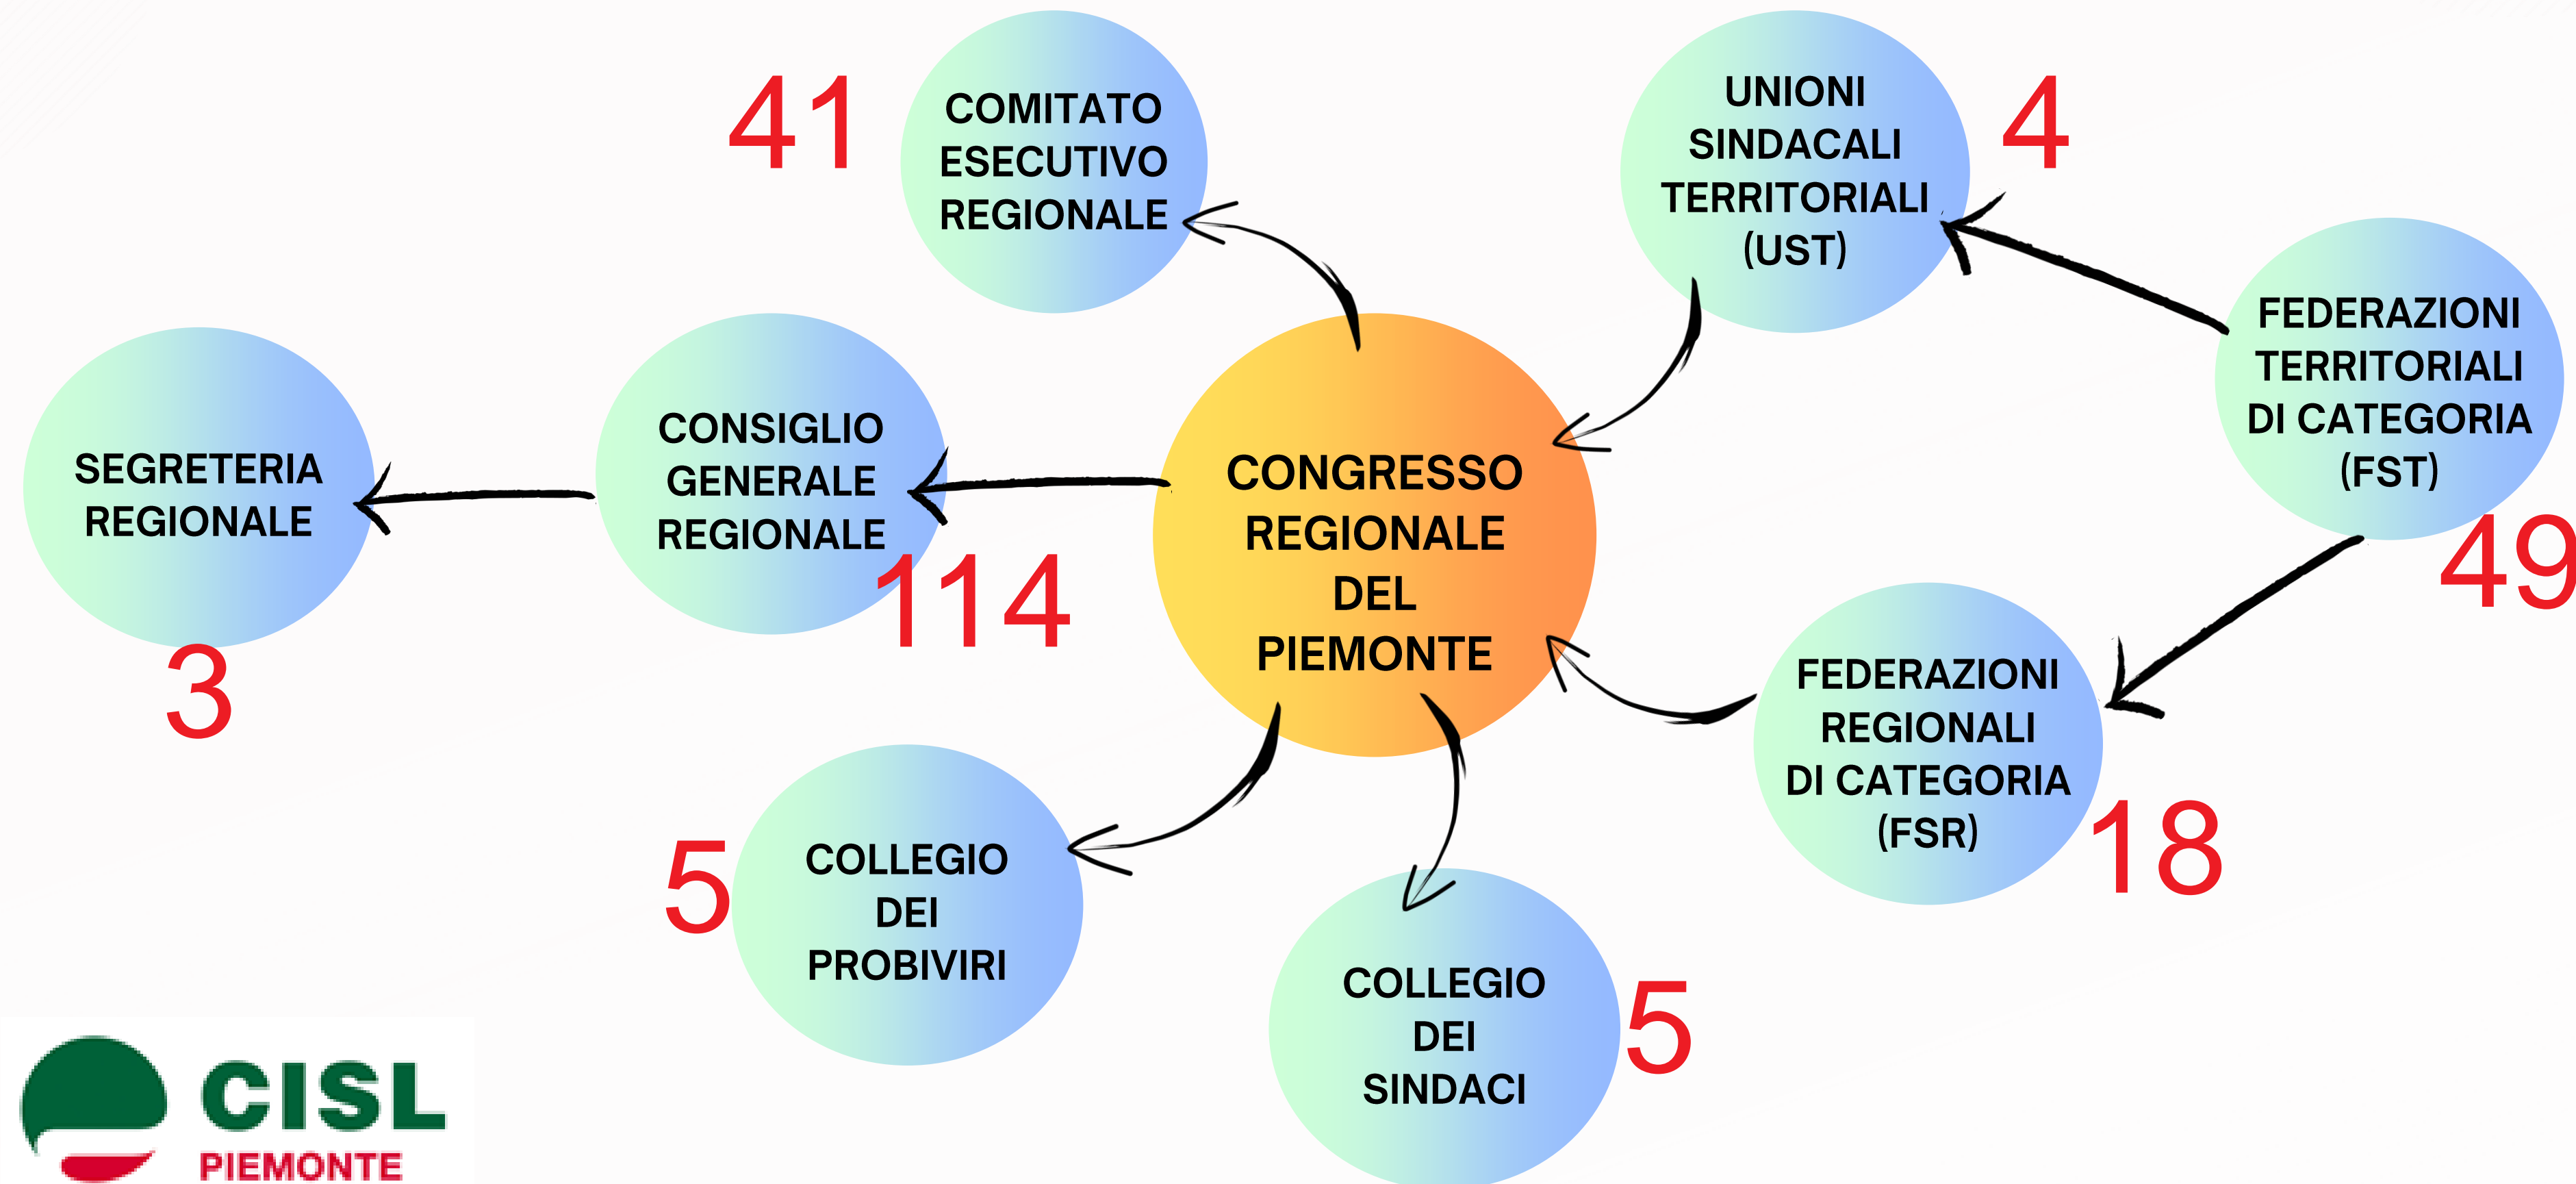 41
COMITATO
ESECUTIVO
REGIONALE
UNIONI
SINDACALI
TERRITORIALI
(UST)
4
FEDERAZIONI
TERRITORIALI
DI CATEGORIA
(FST)
49
SEGRETERIA
REGIONALE
3
CONSIGLIO
GENERALE
REGIONALE
114
CONGRESSO
REGIONALE
DEL
PIEMONTE
FEDERAZIONI
REGIONALI
DI CATEGORIA
(FSR)
18
5
COLLEGIO
DEI
PROBIVIRI
COLLEGIO
DEI
SINDACI
5
CISL
PIEMONTE